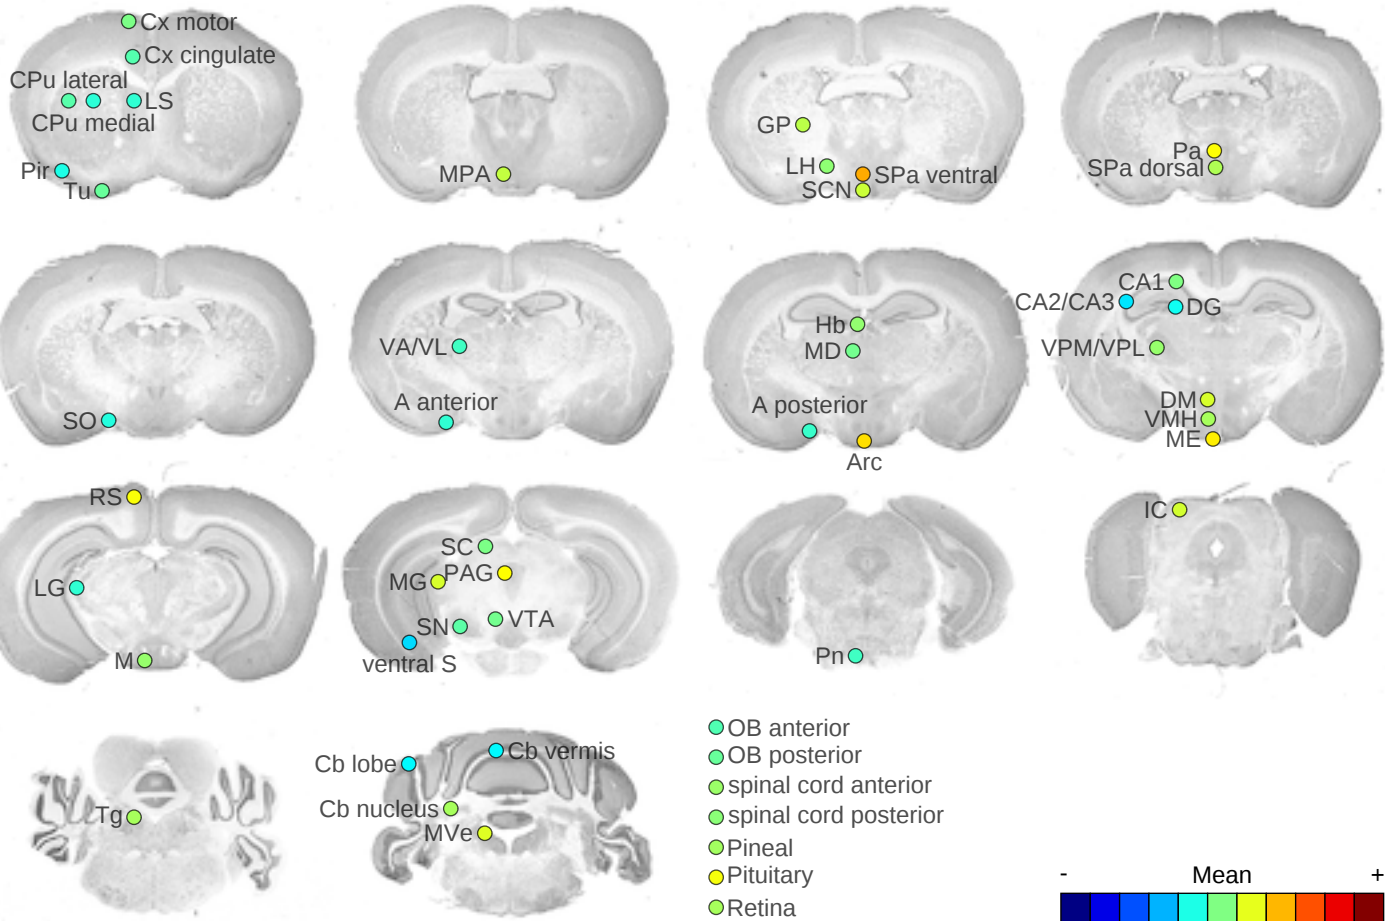 Cx motor
Cx cingulate
CPu lateral
LS
CPu medial
Pir
Tu
MPA
GP
LH
SPa ventral
SCN
Pa
SPa dorsal
SO
VA/VL
A anterior
Hb
MD
A posterior
Arc
CA1
CA2/CA3
DG
VPM/VPL
DM
VMH
ME
RS
LG
M
SC
MG
PAG
SN
VTA
ventral S
Pn
IC
Tg
Cb lobe
Cb vermis
Cb nucleus
MVe
OB anterior
OB posterior
spinal cord anterior
spinal cord posterior
Pineal
Pituitary
Retina
- Mean +